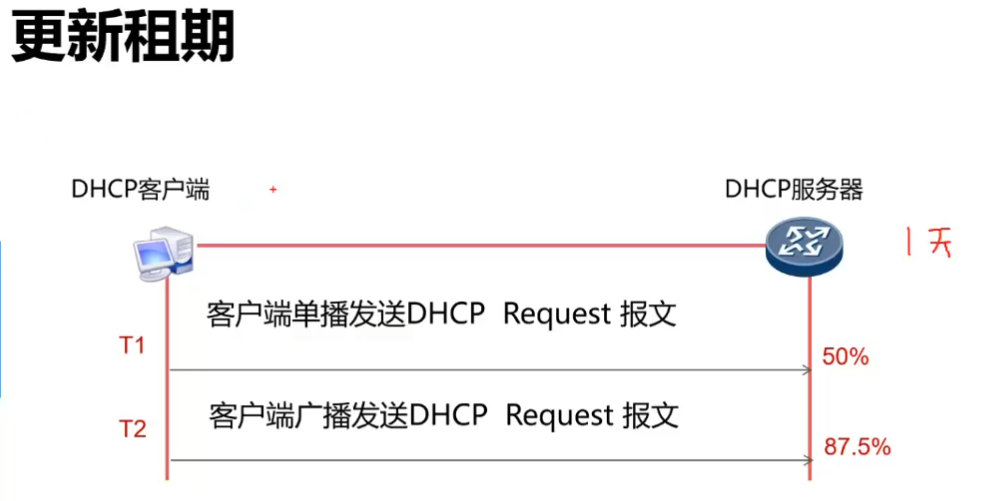 更新租期
DHCP客户端
DHCP服务器
1天
客户端单播发送DHCP Request 报文
T1
50%
客户端广播发送DHCP Request 报文
T2
87.5%